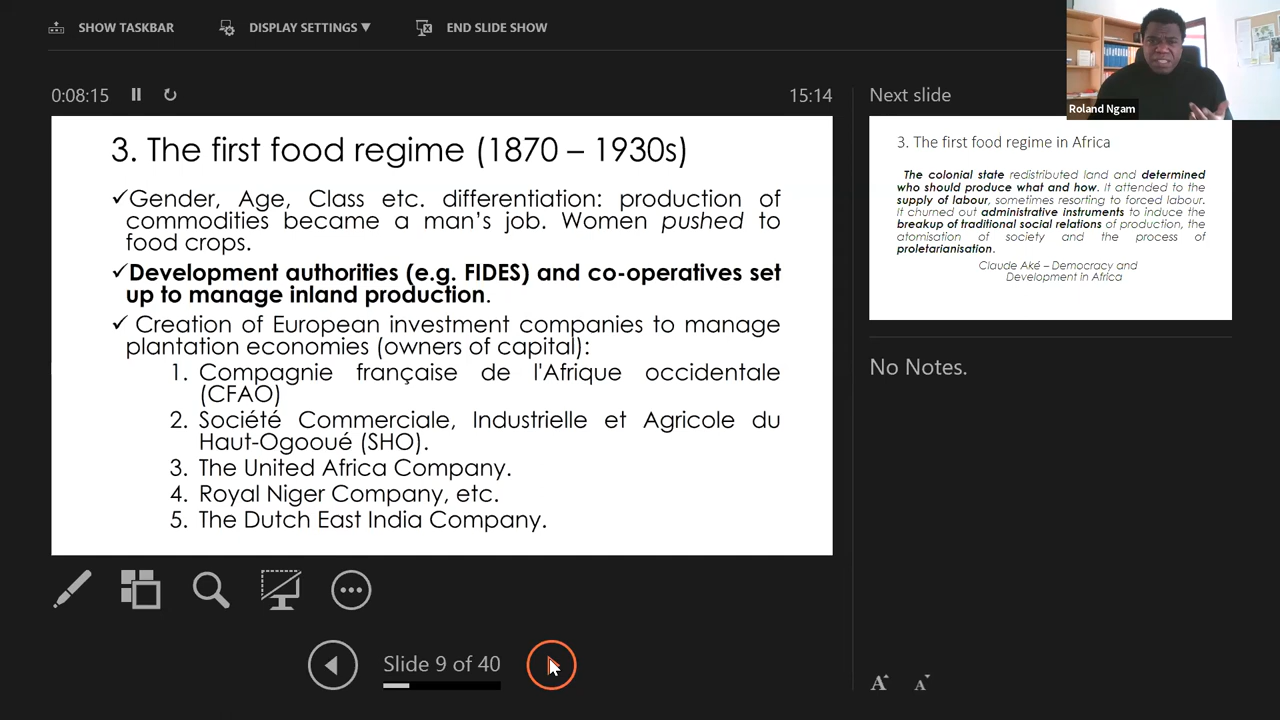 SHOW TASKBAR
DISPLAY SETTINGS ▼
END SLIDE SHOW
Roland Ngam
0:08:15
15:14
Next slide
3. The first food regime (1870 – 1930s)
✓Gender, Age, Class etc. differentiation: production of
commodities became a man’s job. Women pushed to
food crops.
✓Development authorities (e.g. FIDES) and co-operatives set
up to manage inland production.
✓ Creation of European investment companies to manage
plantation economies (owners of capital):
1. Compagnie française de l'Afrique occidentale
(CFAO)
2. Société Commerciale, Industrielle et Agricole du
Haut-Ogooué (SHO).
3. The United Africa Company.
4. Royal Niger Company, etc.
5. The Dutch East India Company.
3. The first food regime in Africa
The colonial state redistributed land and determined
who should produce what and how. It attended to the
supply of labour, sometimes resorting to forced labour.
It churned out administrative instruments to induce the
breakup of traditional social relations of production, the
atomisation of society and the process of
proletarianisation.
Claude Aké – Democracy and
Development in Africa
No Notes.
Slide 9 of 40
A A